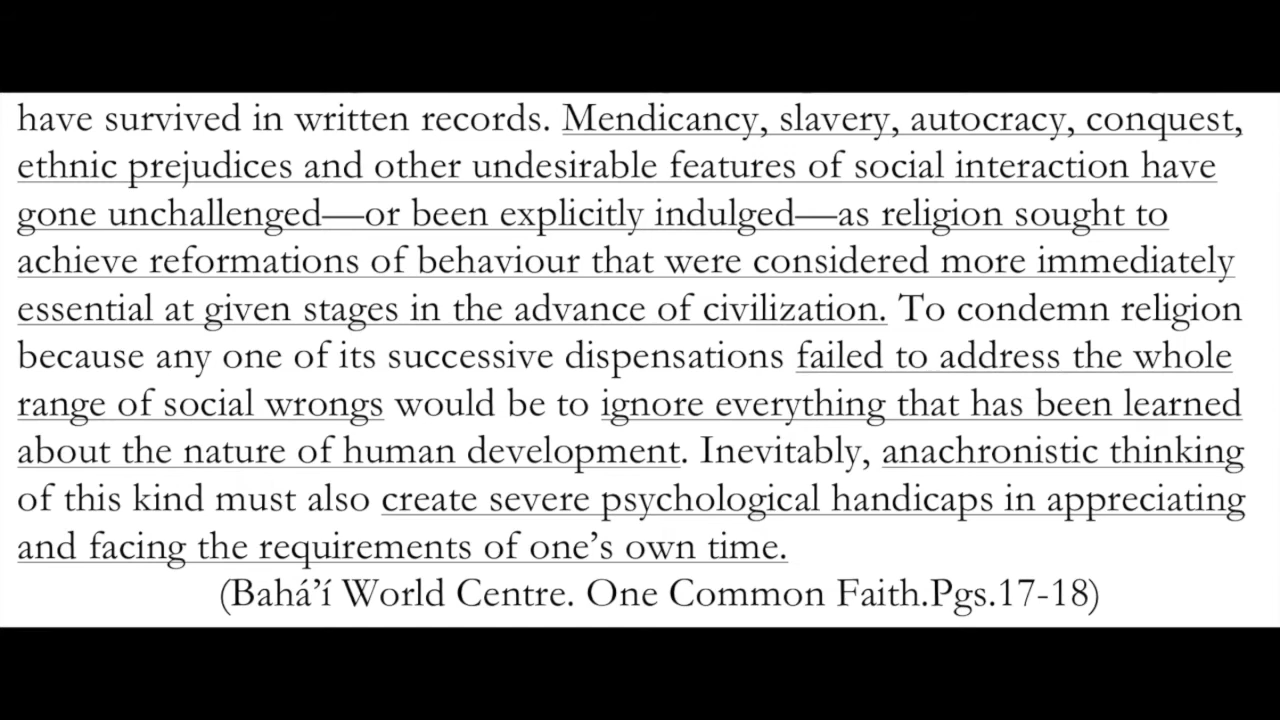 have survived in written records. Mendicancy, slavery, autocracy, conquest,
ethnic prejudices and other undesirable features of social interaction have
gone unchallenged—or been explicitly indulged—as religion sought to
achieve reformations of behaviour that were considered more immediately
essential at given stages in the advance of civilization. To condemn religion
because any one of its successive dispensations failed to address the whole
range of social wrongs would be to ignore everything that has been learned
about the nature of human development. Inevitably, anachronistic thinking
of this kind must also create severe psychological handicaps in appreciating
and facing the requirements of one’s own time.
(Bahá’í World Centre. One Common Faith.Pgs.17-18)